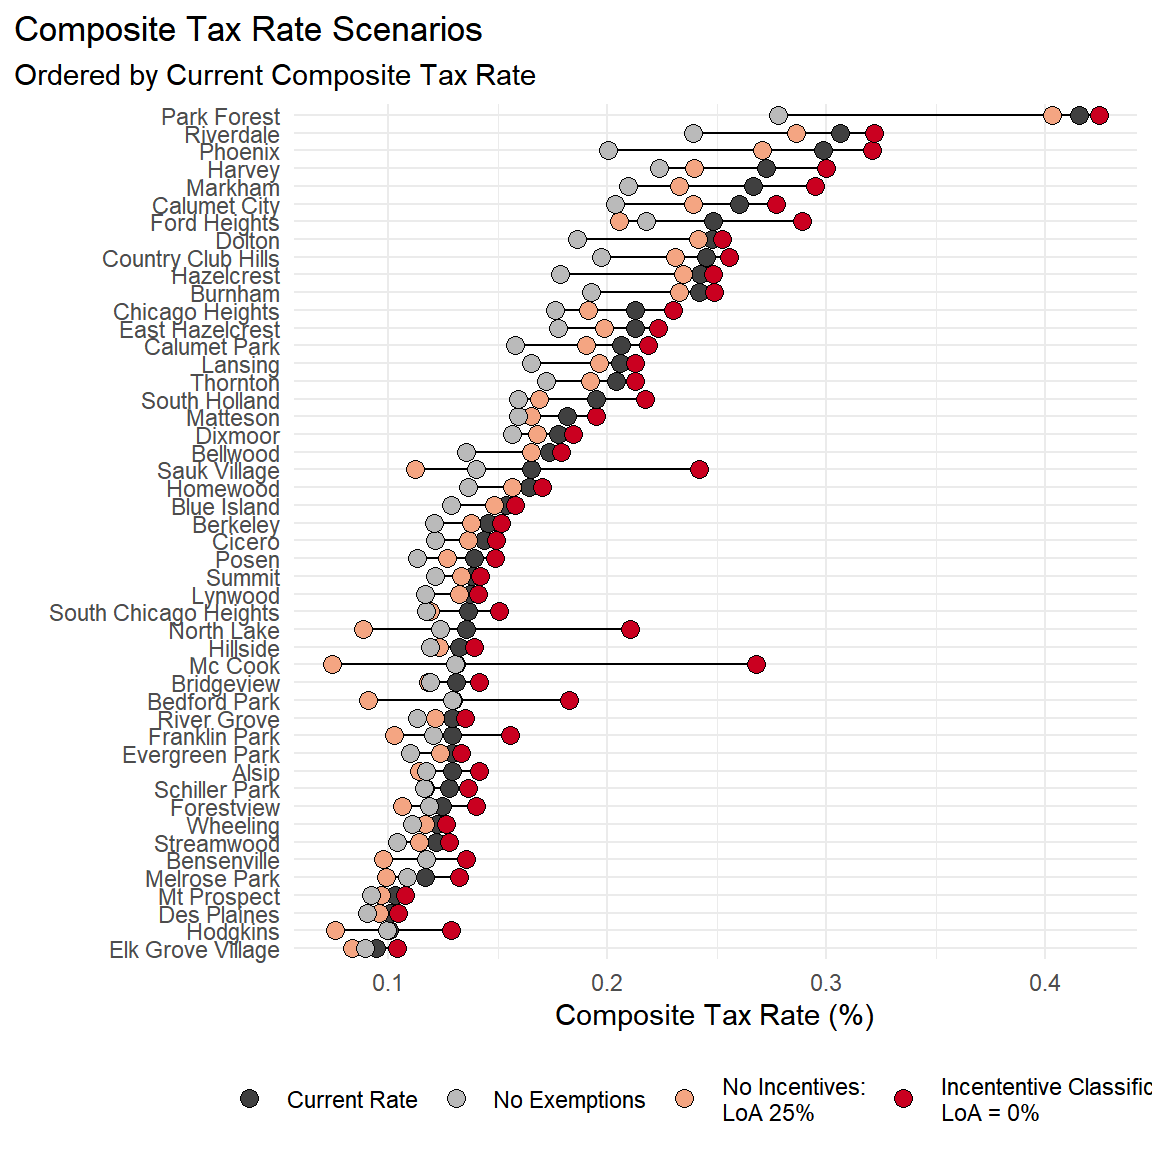 Composite Tax Rate Scenarios
Ordered by Current Composite Tax Rate
Park Forest
Riverdale
Phoenix
Harvey
Markham
Calumet City
Ford Heights
Dolton
Country Club Hills
Hazelcrest
Burnham
Chicago Heights
East Hazelcrest
Calumet Park
Lansing
Thornton
South Holland
Matteson
Dixmoor
Bellwood
Sauk Village
Homewood
Blue Island
Berkeley
Cicero
Posen
Summit
Lynwood
South Chicago Heights
North Lake
Hillside
Mc Cook
Bridgeview
Bedford Park
River Grove
Franklin Park
Evergreen Park
Alsip
Schiller Park
Forestview
Wheeling
Streamwood
Bensenville
Melrose Park
Mt Prospect
Des Plaines
Hodgkins
Elk Grove Village
0.1 0.2 0.3 0.4
Composite Tax Rate (%)
Current Rate
No Exemptions
No Incentives:
LoA 25%
Incententive Classific
LoA = 0%